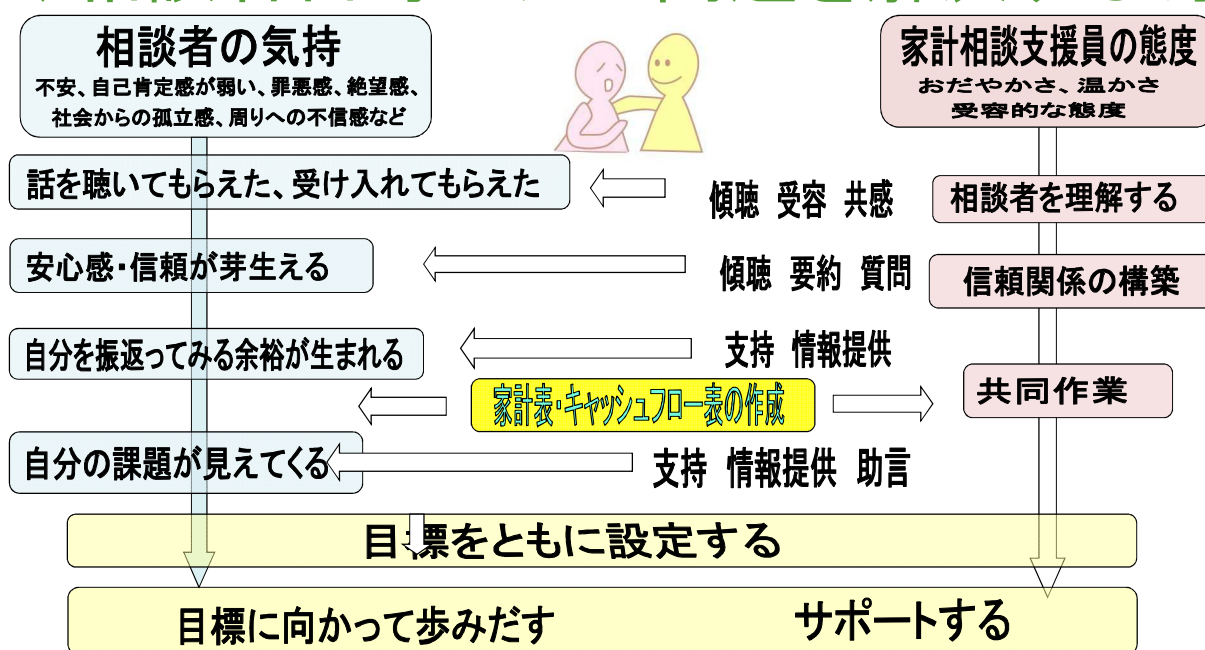 相談者の気持
不安、自己肯定感が弱い、罪悪感、絶望感、
社会からの孤立感、周りへの不信感など
家計相談支援員の態度
おだやかさ、温かさ
受容的な態度
話を聴いてもらえた、受け入れてもらえた
傾聴 受容 共感
相談者を理解する
安心感・信頼が芽生える
傾聴 要約 質問
信頼関係の構築
自分を振返ってみる余裕が生まれる
支持 情報提供
家計表・キャッシュフロー表の作成
共同作業
自分の課題が見えてくる
支持 情報提供 助言
目標をともに設定する
目標に向かって歩みだす
サポートする